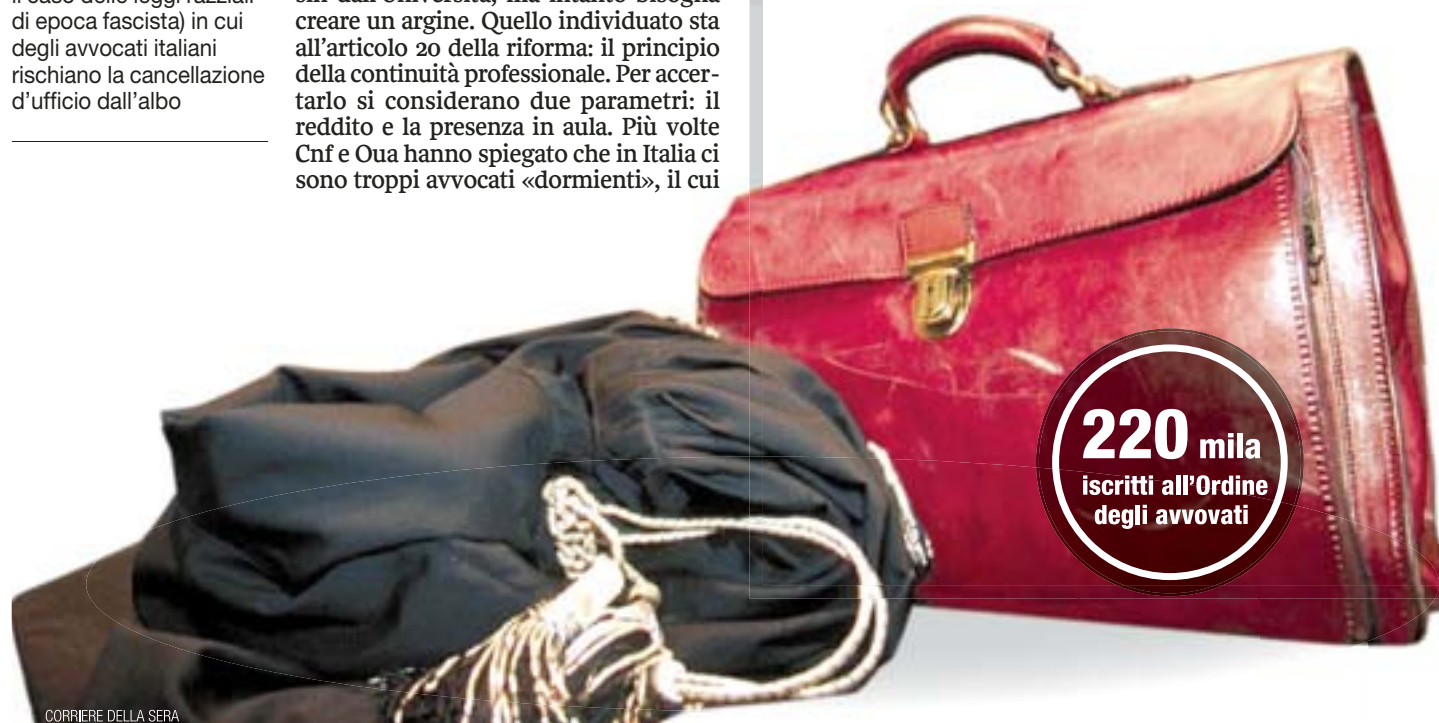 di epoca fascista) in cui
degli avvocati italiani
rischiano la cancellazione
d'ufficio dall'albo
creare un argine. Quello individuato sta
all'articolo 20 della riforma: il principio
della continuità professionale. Per accer-
tarlo si considerano due parametri: il
reddito e la presenza in aula. Più volte
Cnf e Oua hanno spiegato che in Italia ci
sono troppi avvocati «dormienti», il cui
220 mila
iscritti all'Ordine
degli avvovati
CORRIERE DELLA SERA